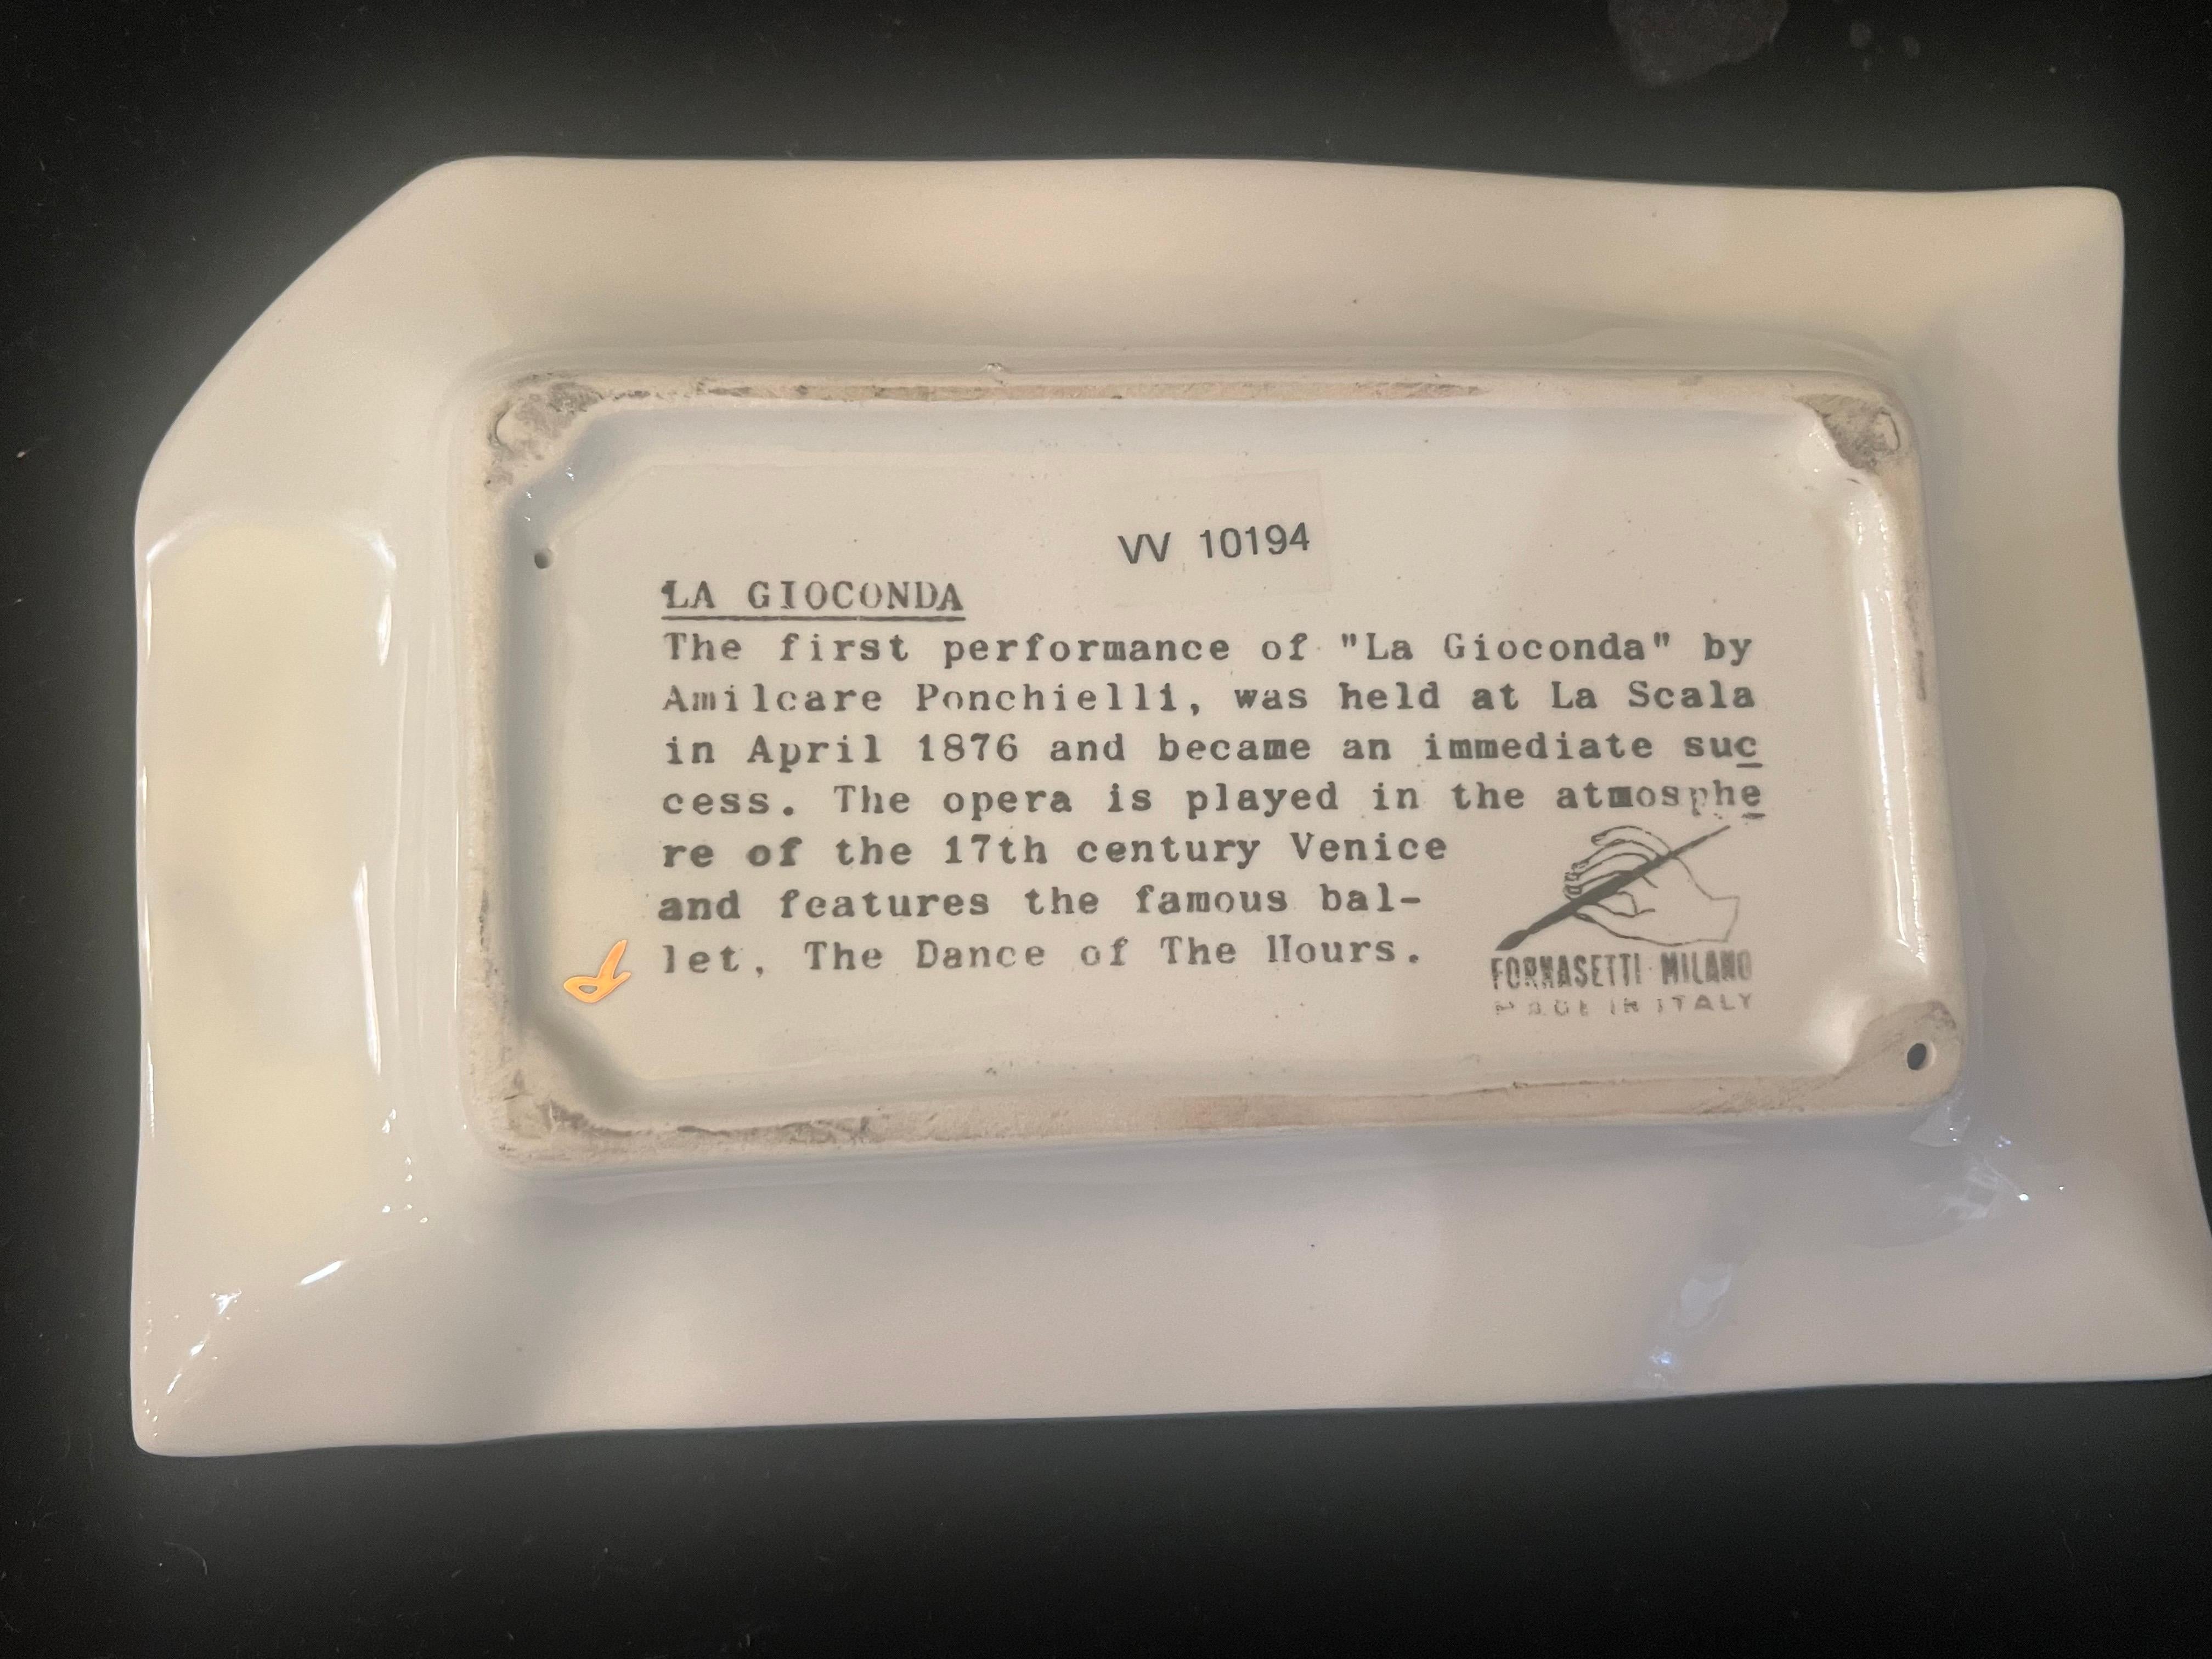 VV 10194
LA GIOCONDA
The first performance of "La Gioconda" by
Amilcare Ponchielli, was held at La Scala
in April 1876 and became an immediate suc
cess. The opera is played in the atmosphe
re of the 17th century Venice
and features the famous bal-
let, The Dance of The Hours.
FORNASETTI MILANO
MADE IN ITALY